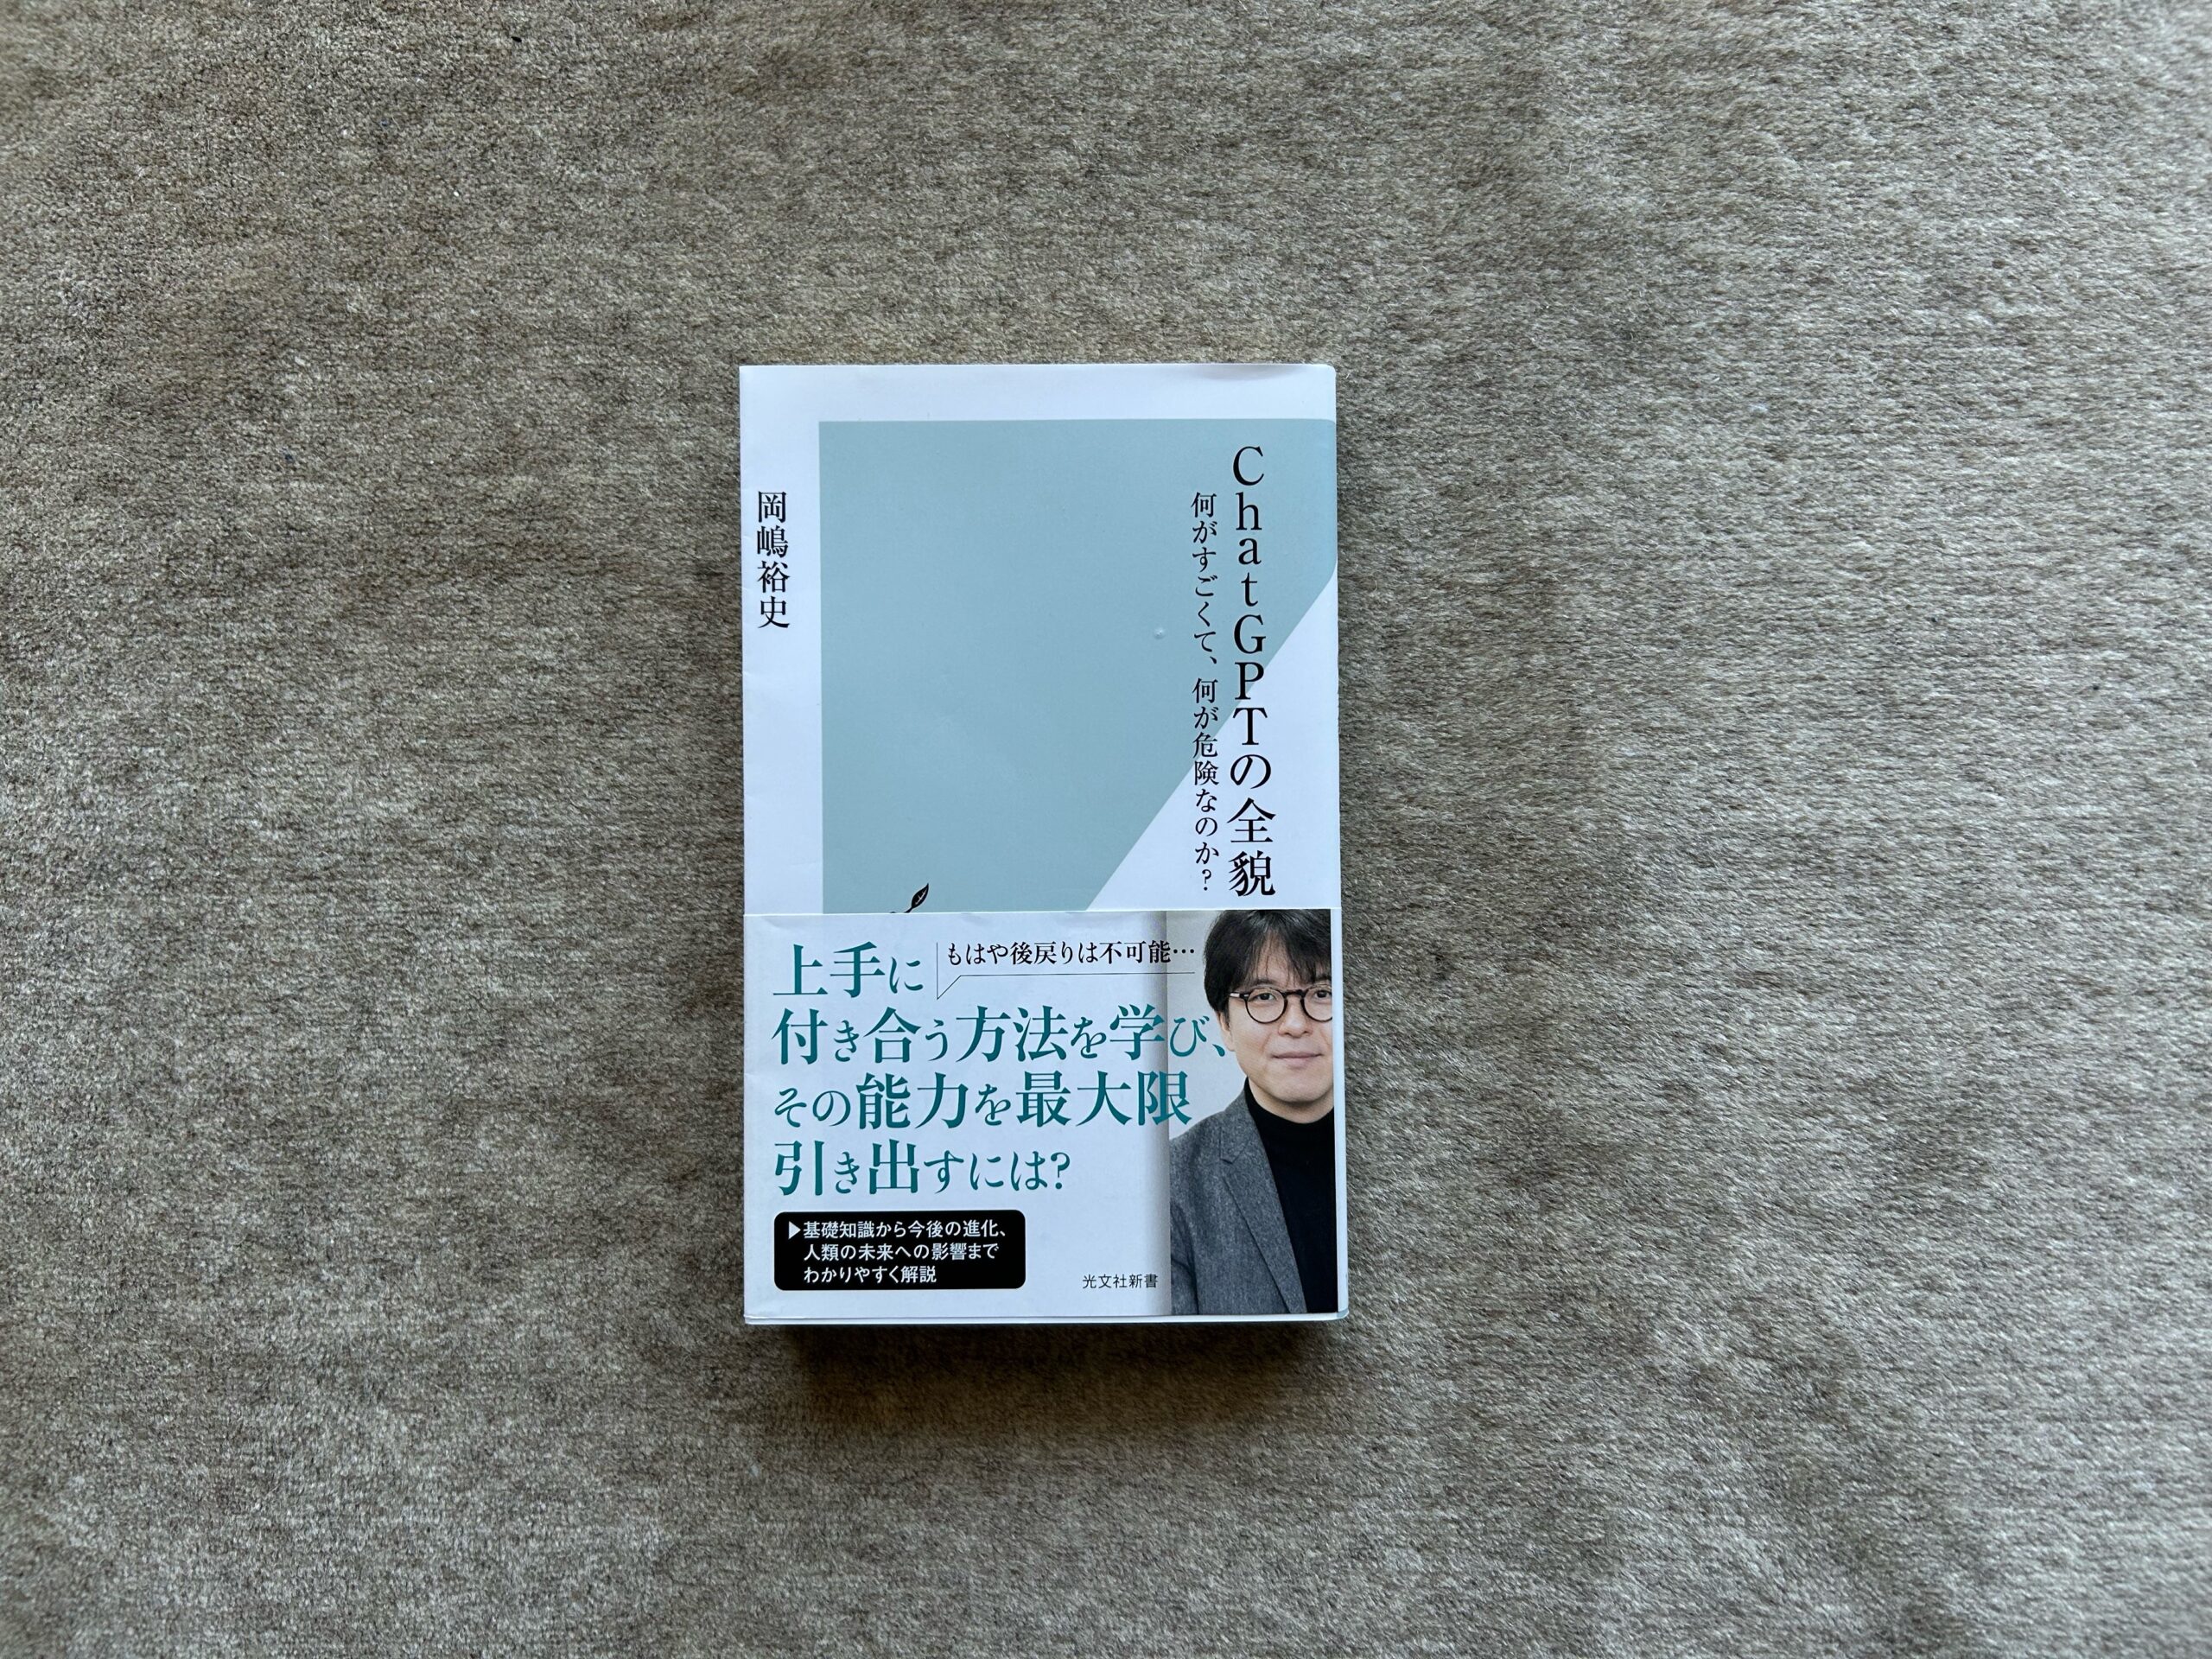 ChatGPTの全貌
何がすごくて、何が危険なのか?
岡嶋裕史
もはや後戻りは不可能…
上手に
付き合う方法を学び、
その能力を最大限
引き出すには?
▶基礎知識から今後の進化、
人類の未来への影響まで
わかりやすく解説
光文社新書